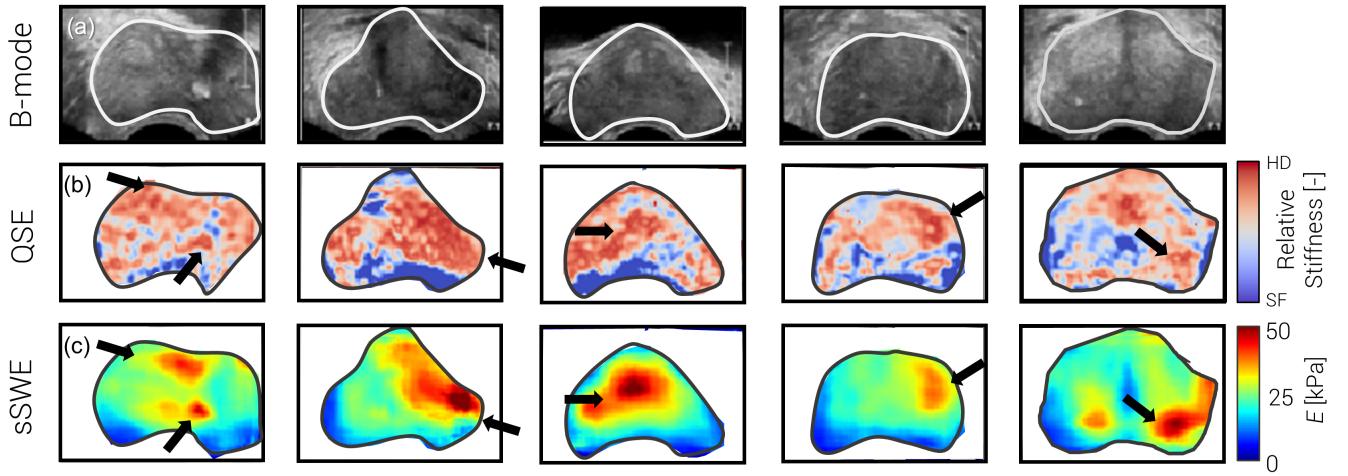 B-mode
(a)
QSE
(b)
HD
SF
Relative
Stiffness [-]
sSWE
(c)
50
25
0
E [kPa]